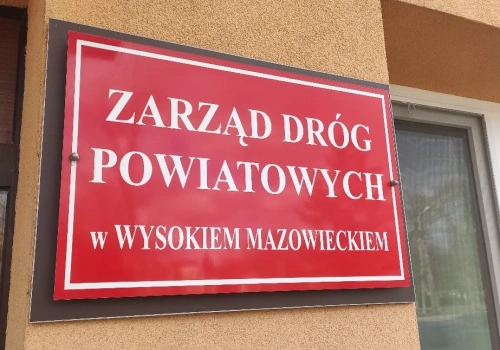 ZARZĄD DRÓG
POWIATOWYCH
w WYSOKIEM MAZOWIECKIEM